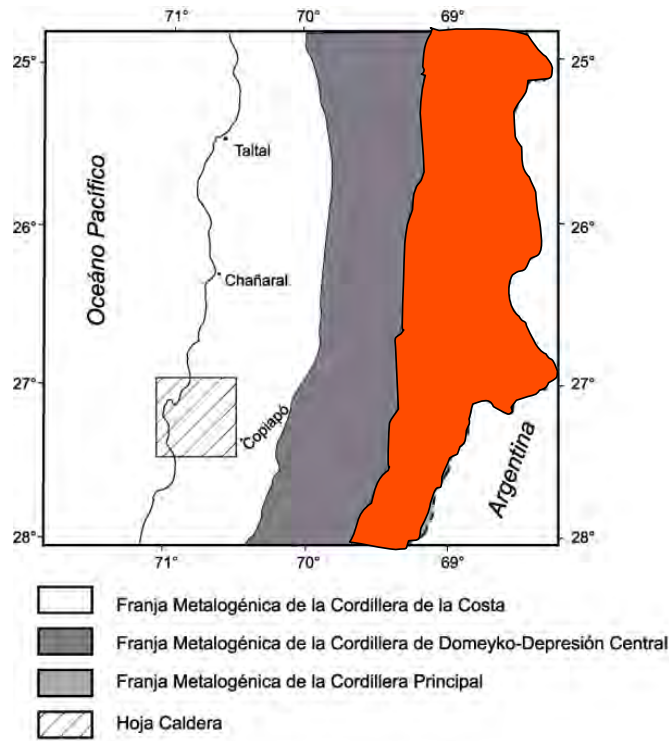 71° 70° 69°
25° 25°
Taltal
26° 26°
Océano Pacífico
Chañaral
27° 27°
Copiapó
Argentina
28° 28°
71° 70° 69°
Franja Metalogénica de la Cordillera de la Costa
Franja Metalogénica de la Cordillera de Domeyko-Depresión Central
Franja Metalogénica de la Cordillera Principal
Hoja Caldera